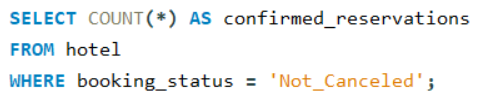 SELECT COUNT(*) AS confirmed_reservations
FROM hotel
WHERE booking_status = 'Not_Canceled';